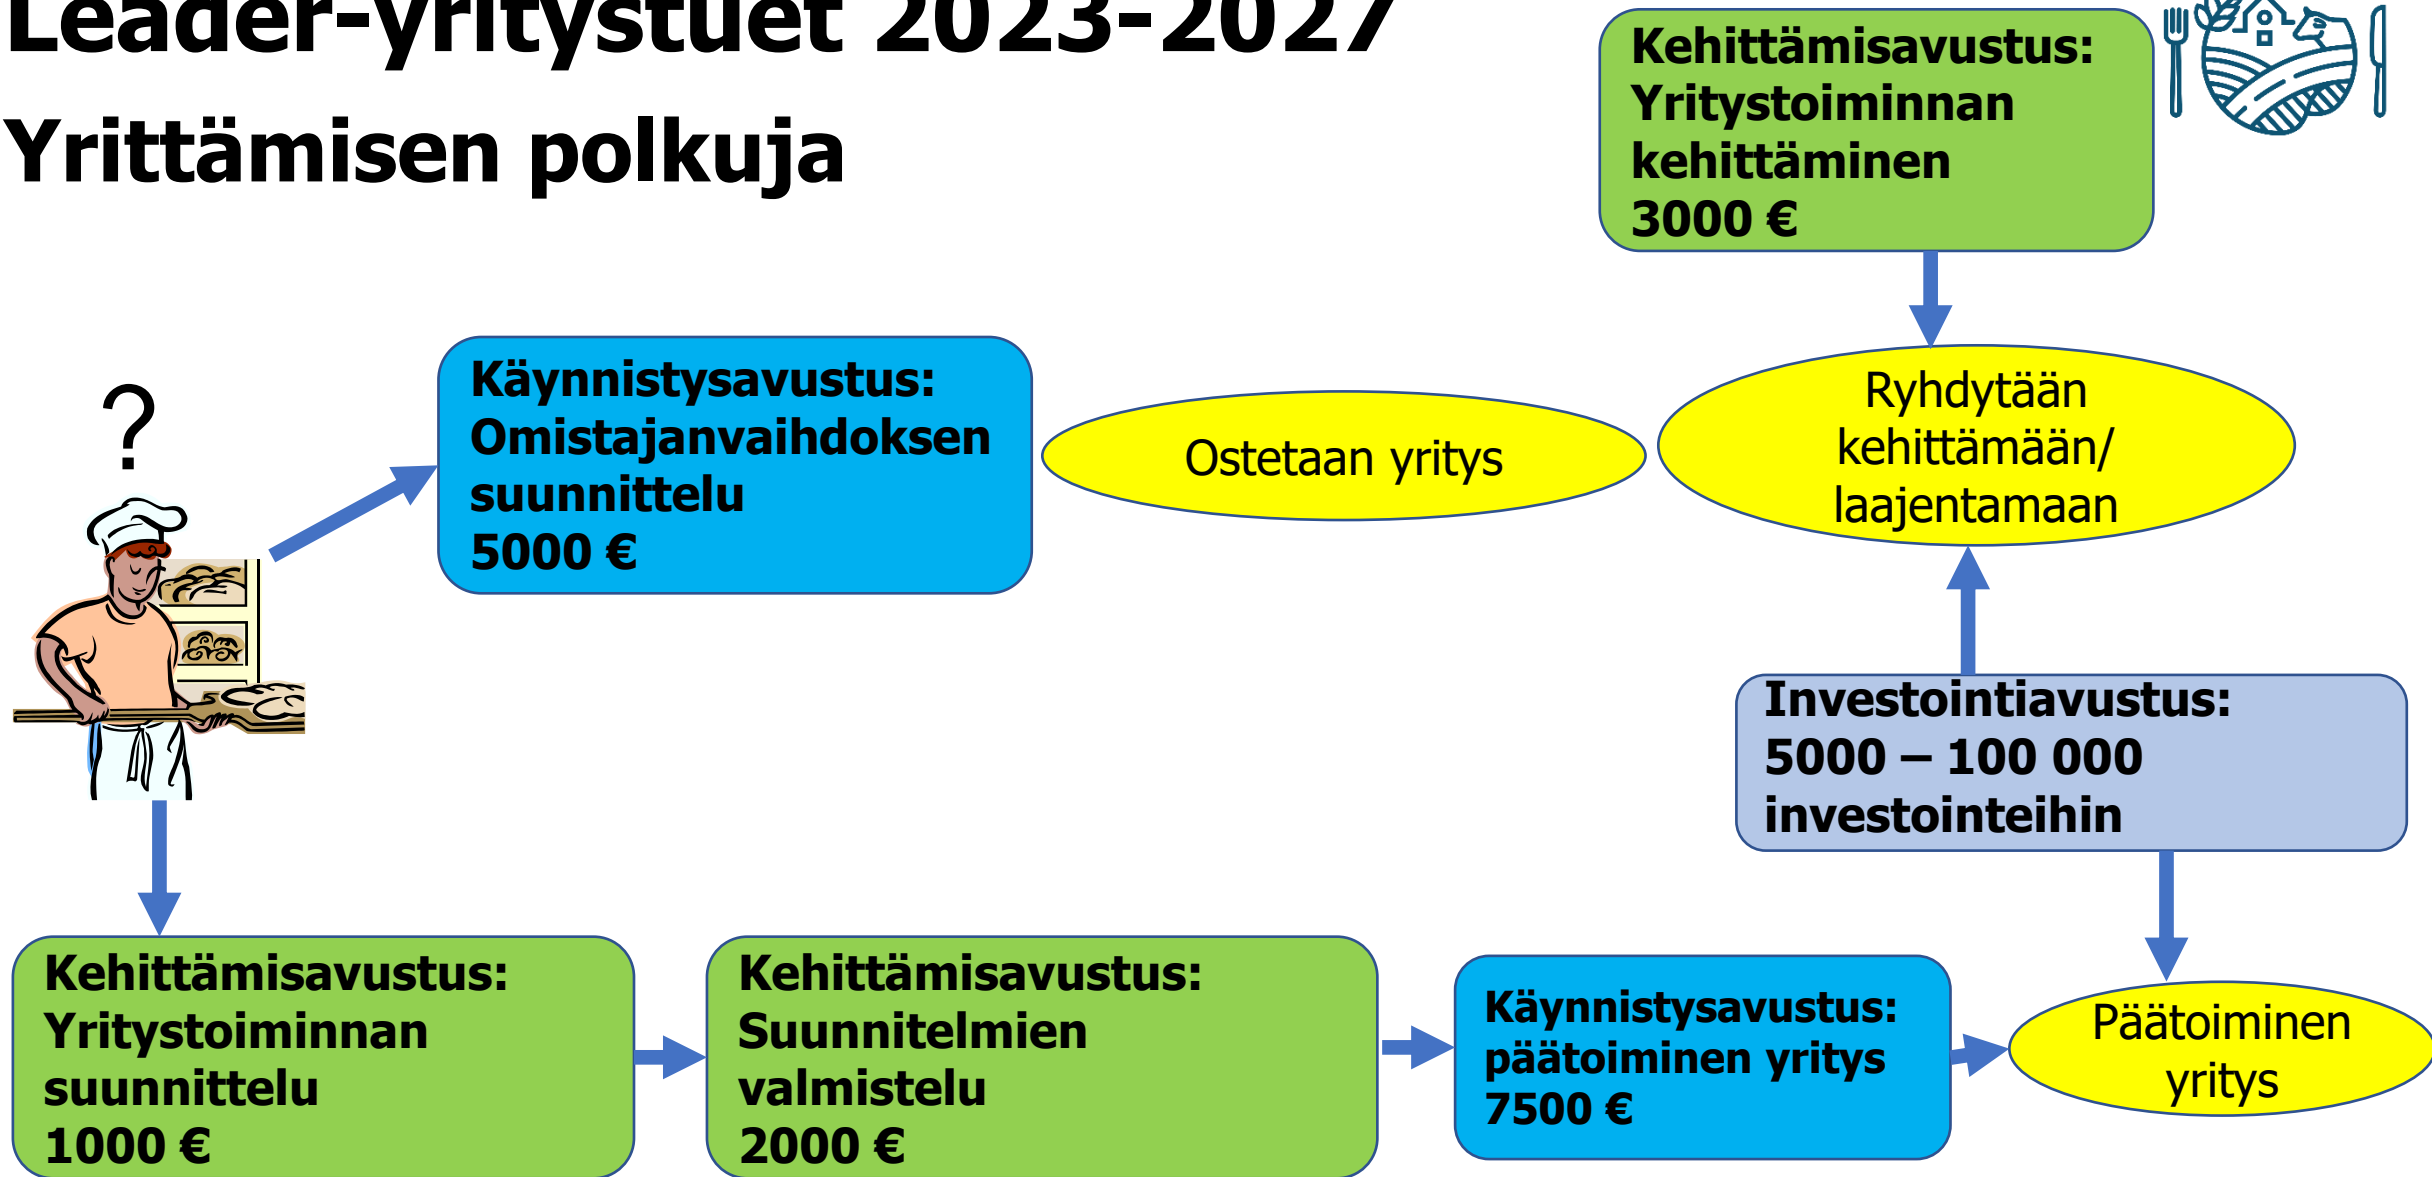 Leader-yritystuet 2023-2027
Yrittämisen polkuja
Kehittämisavustus:
Yritystoiminnan
kehittäminen
3000 €
?
Käynnistysavustus:
Omistajanvaihdoksen
suunnittelu
5000 €
Ostetaan yritys
Ryhdytään
kehittämään/
laajentamaan
Investointiavustus:
5000 – 100 000
investointeihin
Kehittämisavustus:
Yritystoiminnan
suunnittelu
1000 €
Kehittämisavustus:
Suunnitelmien
valmistelu
2000 €
Käynnistysavustus:
päätoiminen yritys
7500 €
Päätoiminen
yritys